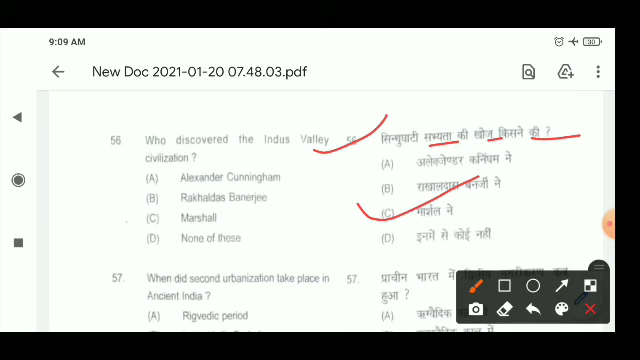 9:09 AM
30
New Doc 2021-01-20 07.48.03.pdf
56 Who discovered the Indus Valley civilization ?
(A) Alexander Cunningham
(B) Rakhaldas Banerjee
(C) Marshall
(D) None of these
56. सिन्धुघाटी सभ्यता की खोज किसने की ?
(A) अलेक्जेण्डर कनिंघम ने
(B) राखालदास बनर्जी ने
(C) मार्शल ने
(D) इनमें से कोई नहीं
57. When did second urbanization take place in
Ancient India ?
(A) Rigvedic period
57. प्राचीन भारत में
हुआ ?
(A)